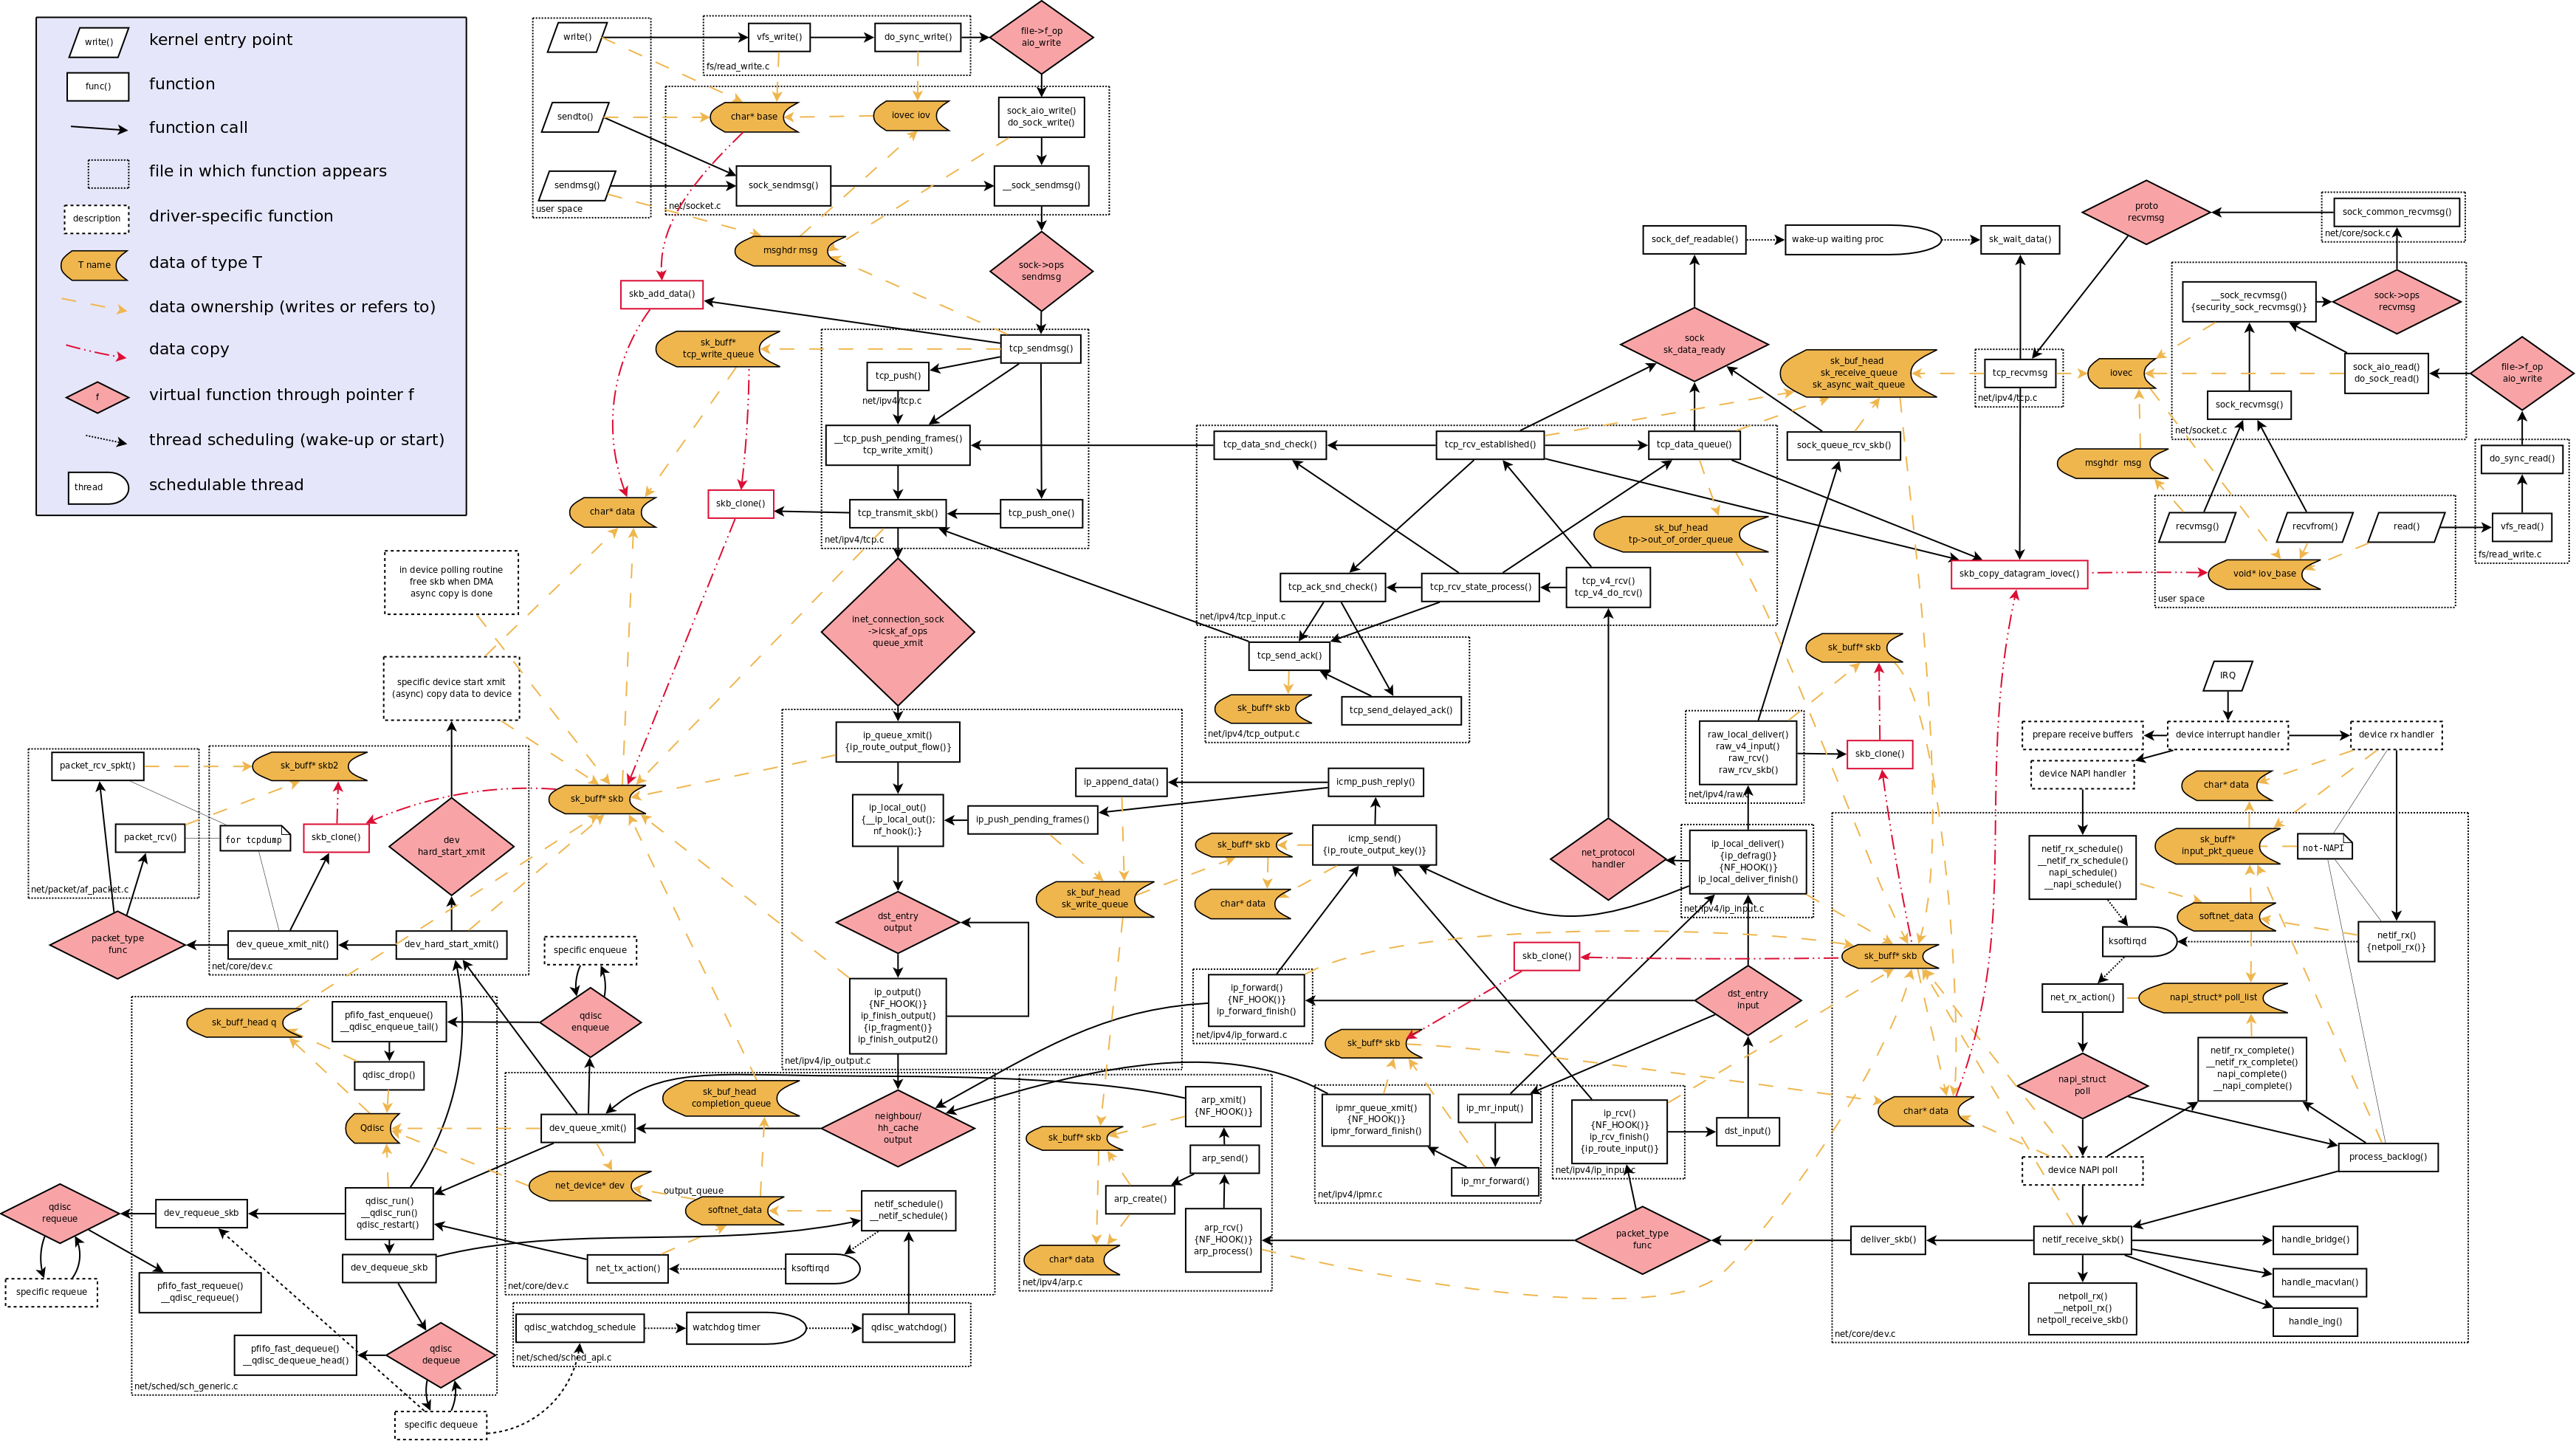 write()
kernel entry point
func()
function
function call
file in which function appears
description
driver-specific function
T name
data of type T
data ownership (writes or refers to)
data copy
f
virtual function through pointer f
thread scheduling (wake-up or start)
thread
schedulable thread
write()
sendto()
sendmsg()
user space
vfs_write()
do_sync_write()
fs/read_write.c
file->f_op
aio_write
char* base
iovec iov
sock_aio_write()
do_sock_write()
sock_sendmsg()
__sock_sendmsg()
net/socket.c
msghdr msg
sock->ops
sendmsg
skb_add_data()
sk_buff*
tcp_write_queue
tcp_sendmsg()
tcp_push()
net/ipv4/tcp.c
__tcp_push_pending_frames()
tcp_write_xmit()
tcp_transmit_skb()
tcp_push_one()
net/ipv4/tcp.c
skb_clone()
char* data
in device polling routine
free skb when DMA
async copy is done
specific device start xmit
(async) copy data to device
inet_connection_sock
->icsk_af_ops
queue_xmit
sock_def_readable()
wake-up waiting proc
sk_wait_data()
proto
recvmsg
sock_common_recvmsg()
net/core/sock.c
__sock_recvmsg()
{security_sock_recvmsg()}
sock->ops
recvmsg
sock
sk_data_ready
sk_buf_head
sk_receive_queue
sk_async_wait_queue
tcp_recvmsg
net/ipv4/tcp.c
iovec
sock_aio_read()
do_sock_read()
file->f_op
aio_write
sock_recvmsg()
net/socket.c
msghdr  msg
do_sync_read()
vfs_read()
fs/read_write.c
recvmsg()
recvfrom()
read()
void* iov_base
user space
tcp_data_snd_check()
tcp_rcv_established()
tcp_data_queue()
sock_queue_rcv_skb()
sk_buf_head
tp->out_of_order_queue
tcp_ack_snd_check()
tcp_rcv_state_process()
tcp_v4_rcv()
tcp_v4_do_rcv()
net/ipv4/tcp_input.c
skb_copy_datagram_iovec()
tcp_send_ack()
sk_buff* skb
tcp_send_delayed_ack()
net/ipv4/tcp_output.c
sk_buff* skb
raw_local_deliver()
raw_v4_input()
raw_rcv()
raw_rcv_skb()
net/ipv4/raw.c
skb_clone()
IRQ
prepare receive buffers
device interrupt handler
device rx handler
device NAPI handler
char* data
packet_rcv_spkt()
sk_buff* skb2
packet_rcv()
for tcpdump
skb_clone()
net/packet/af_packet.c
dev
hard_start_xmit
packet_type
func
dev_queue_xmit_nit()
dev_hard_start_xmit()
net/core/dev.c
sk_buff* skb
ip_queue_xmit()
{ip_route_output_flow()}
ip_local_out()
{__ip_local_out();
nf_hook();}
ip_append_data()
ip_push_pending_frames()
icmp_push_reply()
icmp_send()
{ip_route_output_key()}
sk_buff* skb
char* data
sk_buf_head
sk_write_queue
dst_entry
output
ip_output()
{NF_HOOK()}
ip_finish_output()
{ip_fragment()}
ip_finish_output2()
net/ipv4/ip_output.c
net_protocol
handler
ip_local_deliver()
{ip_defrag()}
{NF_HOOK()}
ip_local_deliver_finish()
net/ipv4/ip_input.c
skb_clone()
sk_buff* skb
ip_forward()
{NF_HOOK()}
ip_forward_finish()
net/ipv4/ip_forward.c
sk_buff* skb
dst_entry
input
netif_rx_schedule()
__netif_rx_schedule()
napi_schedule()
__napi_schedule()
sk_buff*
input_pkt_queue
not-NAPI
softnet_data
ksoftirqd
netif_rx()
{netpoll_rx()}
net_rx_action()
napi_struct* poll_list
napi_struct
poll
netif_rx_complete()
__netif_rx_complete()
napi_complete()
__napi_complete()
char* data
device NAPI poll
process_backlog()
deliver_skb()
netif_receive_skb()
handle_bridge()
handle_macvlan()
handle_ing()
netpoll_rx()
__netpoll_rx()
netpoll_receive_skb()
net/core/dev.c
specific enqueue
qdisc
enqueue
sk_buff_head q
pfifo_fast_enqueue()
__qdisc_enqueue_tail()
qdisc_drop()
Qdisc
qdisc_run()
__qdisc_run()
qdisc_restart()
dev_requeue_skb
qdisc
requeue
specific requeue
pfifo_fast_requeue()
__qdisc_requeue()
dev_dequeue_skb
pfifo_fast_dequeue()
__qdisc_dequeue_head()
qdisc
dequeue
net/sched/sch_generic.c
specific dequeue
sk_buf_head
completion_queue
dev_queue_xmit()
neighbour/
hh_cache
output
net_device* dev
output_queue
softnet_data
netif_schedule()
__netif_schedule()
net_tx_action()
ksoftirqd
net/core/dev.c
qdisc_watchdog_schedule
watchdog timer
qdisc_watchdog()
net/sched/sched_api.c
arp_xmit()
{NF_HOOK()}
sk_buff* skb
arp_send()
arp_create()
arp_rcv()
{NF_HOOK()}
arp_process()
char* data
net/ipv4/arp.c
ipmr_queue_xmit()
{NF_HOOK()}
ipmr_forward_finish()
ip_mr_input()
ip_mr_forward()
net/ipv4/ipmr.c
ip_rcv()
{NF_HOOK()}
ip_rcv_finish()
{ip_route_input()}
net/ipv4/ip_input.c
dst_input()
packet_type
func